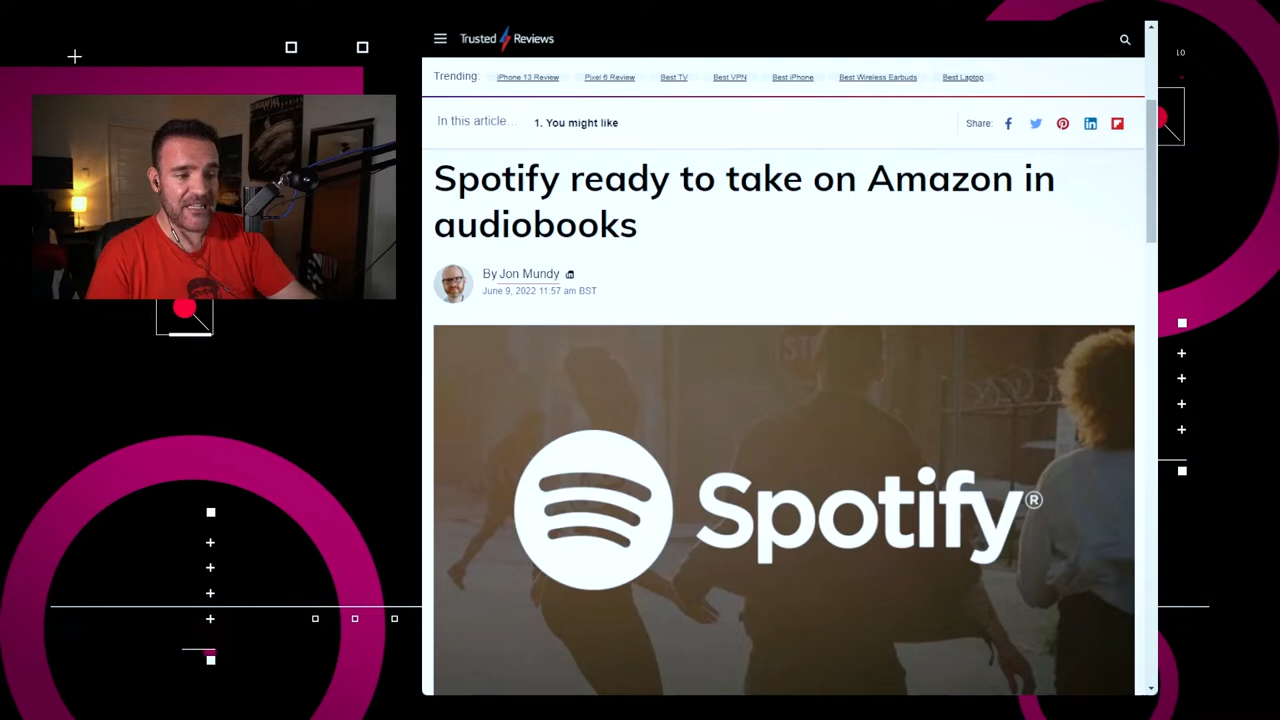 Trusted Reviews
Trending: iPhone 13 Review Pixel 6 Review Best TV Best VPN Best iPhone Best Wireless Earbuds Best Laptop
In this article... 1. You might like Share:
Spotify ready to take on Amazon in
audiobooks
By Jon Mundy
June 9, 2022 11:57 am BST
Spotify®